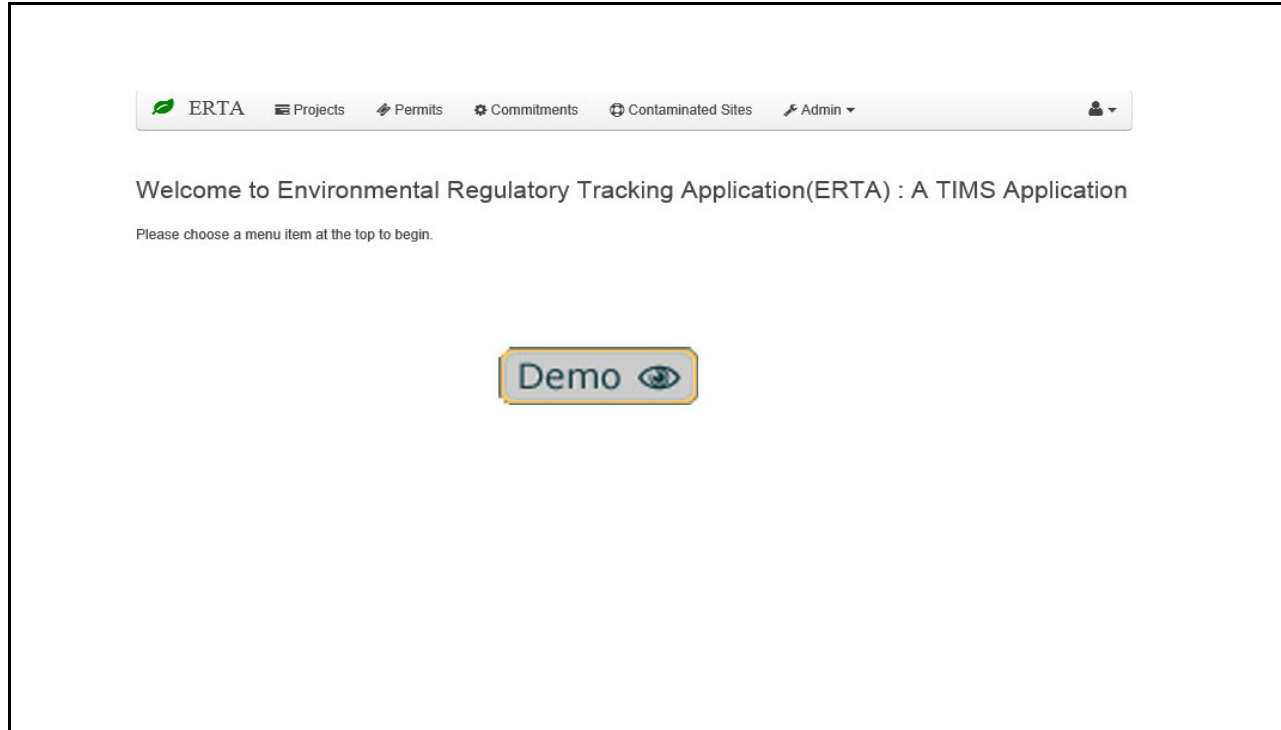 ERTA Projects Permits Commitments Contaminated Sites Admin
Welcome to Environmental Regulatory Tracking Application(ERTA) : A TIMS Application
Please choose a menu item at the top to begin.
Demo